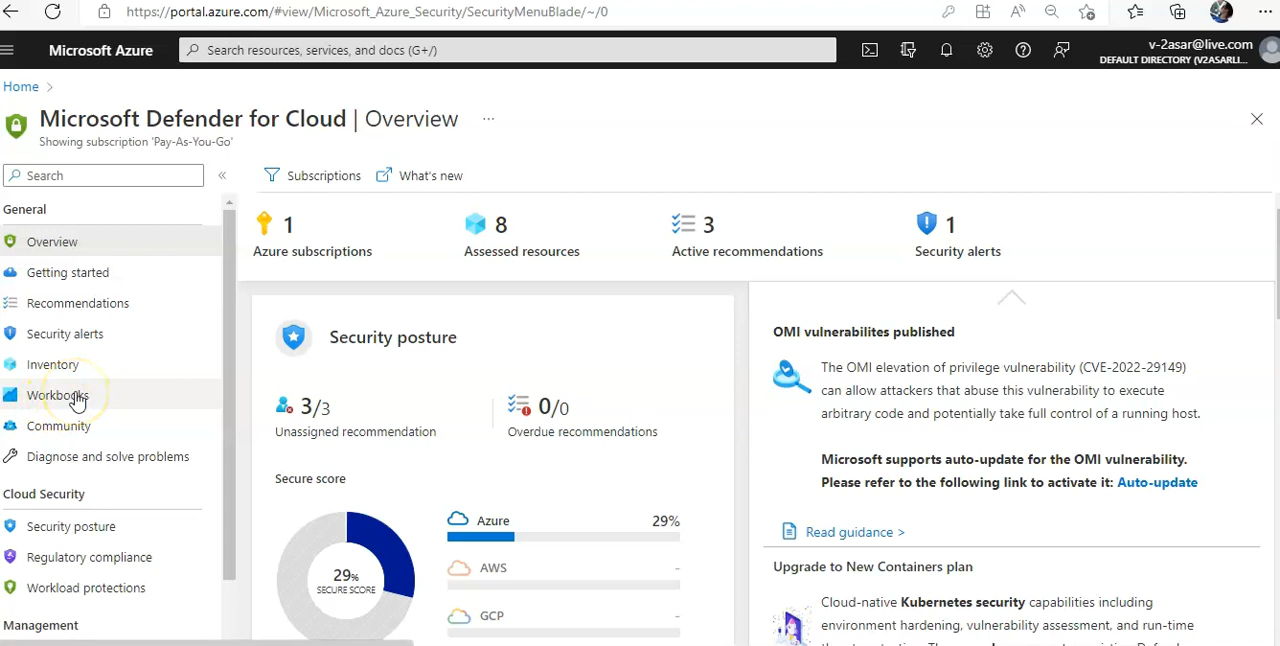 https://portal.azure.com/#view/Microsoft_Azure_Security/SecurityMenuBlade/~/0
Microsoft Azure
Search resources, services, and docs (G+/)
v-2asar@live.com
DEFAULT DIRECTORY (V2ASARLI...
Home >
Microsoft Defender for Cloud | Overview ...
Showing subscription 'Pay-As-You-Go'
Search
«
Subscriptions
What's new
General
Overview
Getting started
Recommendations
Security alerts
Inventory
Workbooks
Community
Diagnose and solve problems
Cloud Security
Security posture
Regulatory compliance
Workload protections
Management
1
Azure subscriptions
8
Assessed resources
3
Active recommendations
1
Security alerts
Security posture
3/3
Unassigned recommendation
0/0
Overdue recommendations
Secure score
29%
SECURE SCORE
Azure 29%
AWS -
GCP -
OMI vulnerabilites published
The OMI elevation of privilege vulnerability (CVE-2022-29149)
can allow attackers that abuse this vulnerability to execute
arbitrary code and potentially take full control of a running host.
Microsoft supports auto-update for the OMI vulnerability.
Please refer to the following link to activate it: Auto-update
Read guidance >
Upgrade to New Containers plan
Cloud-native Kubernetes security capabilities including
environment hardening, vulnerability assessment, and run-time